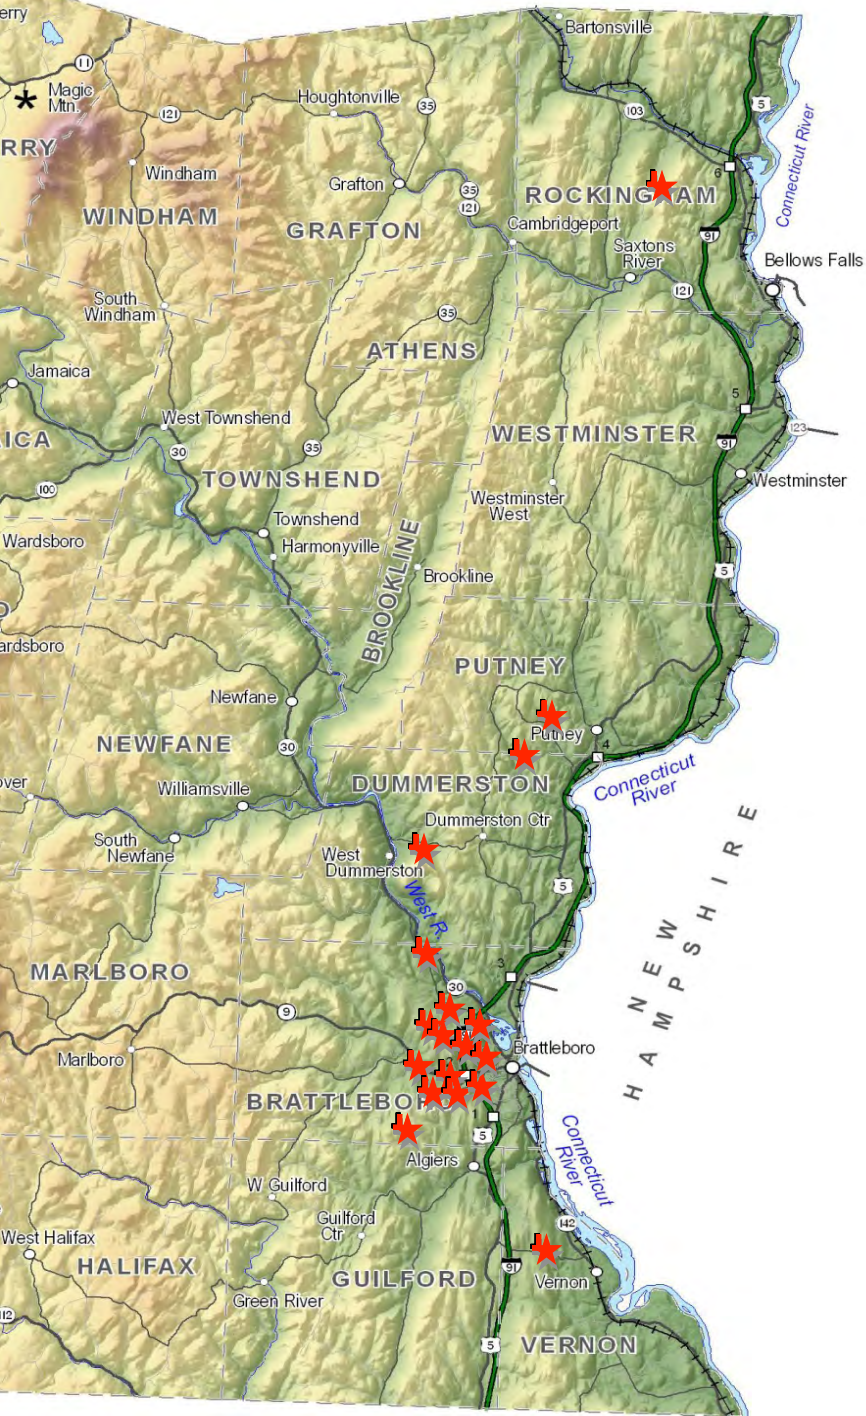 erry
Bartonsville
11
Magic
Mtn.
Houghtonville
35
5
121
103
RRY
Connecticut River
6
Windham
Grafton
35
121
ROCKINGHAM
WINDHAM
GRAFTON
Cambridgeport
91
Saxtons
River
Bellows Falls
121
South
Windham
35
ATHENS
Jamaica
5
West Townshend
123
ICA
WESTMINSTER
91
30
35
TOWNSHEND
Westminster
100
Westminster
West
Townshend
Wardsboro
Harmonyville
BROOKLINE
Brookline
5
ardsboro
PUTNEY
Newfane
Putney
NEWFANE
30
4
Connecticut
River
over
Williamsville
DUMMERSTON
Dummerston Ctr
South
Newfane
West
Dummerston
5
West R.
NEW
HAMPSHIRE
MARLBORO
3
30
9
Marlboro
Brattleboro
BRATTLEBORO
1
5
Connecticut
River
Algiers
W Guilford
Guilford
Ctr
142
West Halifax
HALIFAX
GUILFORD
91
Vernon
Green River
112
5
VERNON